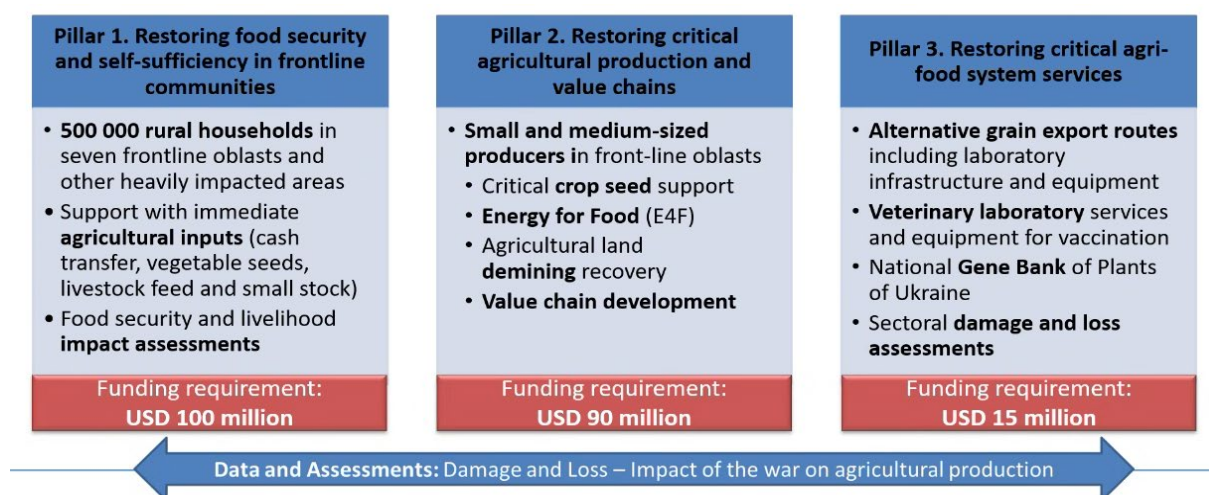 Pillar 1. Restoring food security
and self-sufficiency in frontline
communities
• 500 000 rural households in
seven frontline oblasts and
other heavily impacted areas
• Support with immediate
agricultural inputs (cash
transfer, vegetable seeds,
livestock feed and small stock)
• Food security and livelihood
impact assessments
Funding requirement:
USD 100 million
Pillar 2. Restoring critical
agricultural production and
value chains
• Small and medium-sized
producers in front-line oblasts
• Critical crop seed support
• Energy for Food (E4F)
• Agricultural land
demining recovery
• Value chain development
Funding requirement:
USD 90 million
Pillar 3. Restoring critical agri-
food system services
• Alternative grain export routes
including laboratory
infrastructure and equipment
• Veterinary laboratory services
and equipment for vaccination
• National Gene Bank of Plants
of Ukraine
• Sectoral damage and loss
assessments
Funding requirement:
USD 15 million
Data and Assessments: Damage and Loss – Impact of the war on agricultural production